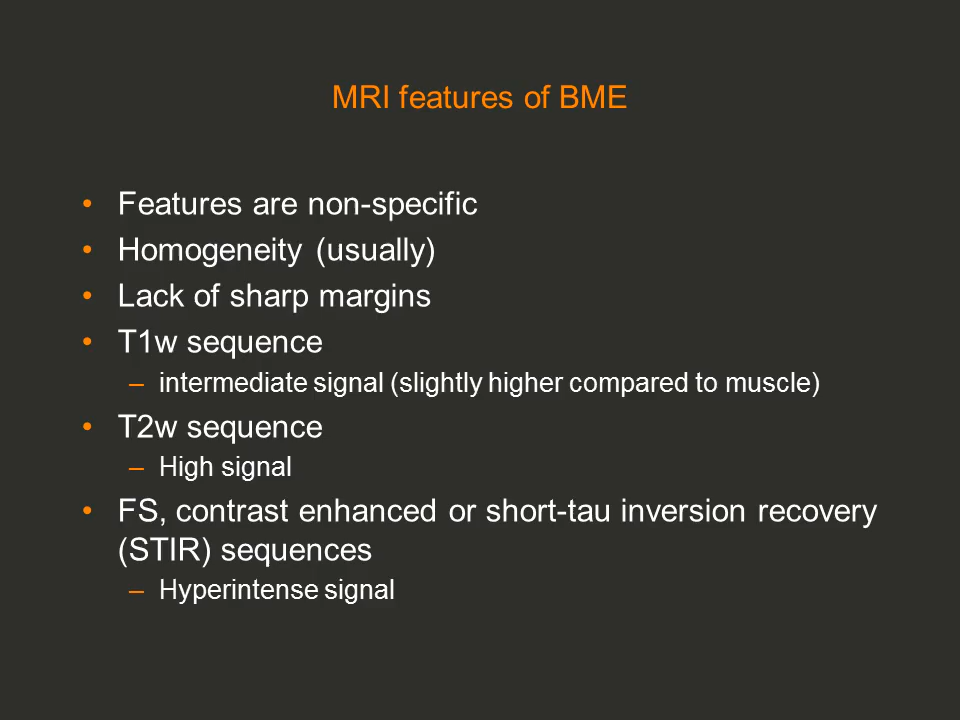 MRI features of BME
• Features are non-specific
• Homogeneity (usually)
• Lack of sharp margins
• T1w sequence
– intermediate signal (slightly higher compared to muscle)
• T2w sequence
– High signal
• FS, contrast enhanced or short-tau inversion recovery
(STIR) sequences
– Hyperintense signal